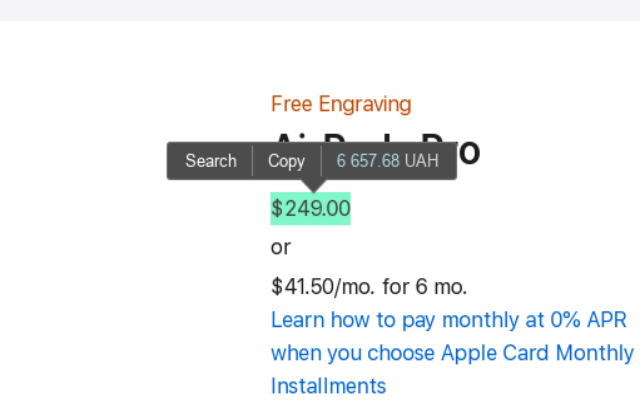 Free Engraving
Pro
Search Copy 6 657.68 UAH
$249.00
or
$41.50/mo. for 6 mo.
Learn how to pay monthly at 0% APR
when you choose Apple Card Monthly
Installments